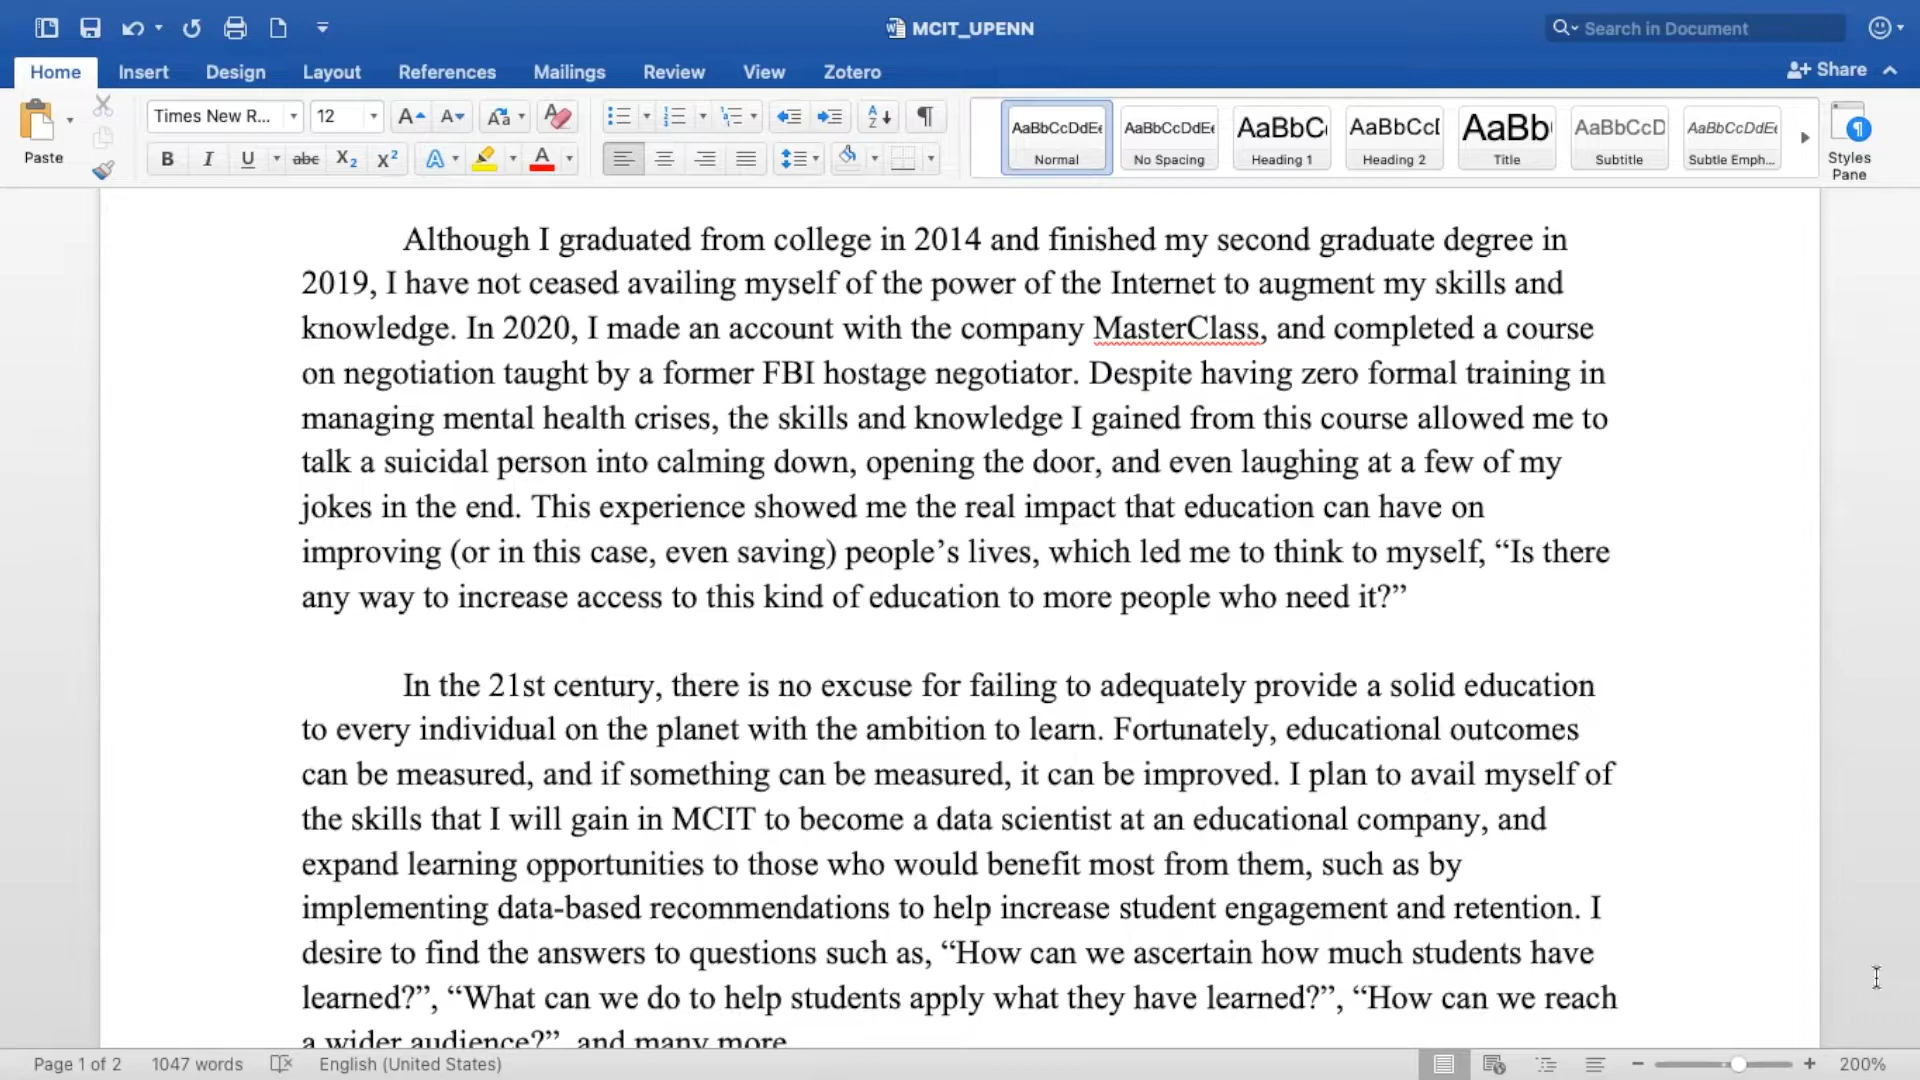 MCIT_UPENN
Search in Document
Home Insert Design Layout References Mailings Review View Zotero
Share
Times New R... 12
Paste
AaBbCcDdEe AaBbCcDdEe AaBbC AaBbCcD AaBb AaBbCcD AaBbCcDdEe
Normal No Spacing Heading 1 Heading 2 Title Subtitle Subtle Emph...
Styles
Pane
Although I graduated from college in 2014 and finished my second graduate degree in
2019, I have not ceased availing myself of the power of the Internet to augment my skills and
knowledge. In 2020, I made an account with the company MasterClass, and completed a course
on negotiation taught by a former FBI hostage negotiator. Despite having zero formal training in
managing mental health crises, the skills and knowledge I gained from this course allowed me to
talk a suicidal person into calming down, opening the door, and even laughing at a few of my
jokes in the end. This experience showed me the real impact that education can have on
improving (or in this case, even saving) people’s lives, which led me to think to myself, “Is there
any way to increase access to this kind of education to more people who need it?”
In the 21st century, there is no excuse for failing to adequately provide a solid education
to every individual on the planet with the ambition to learn. Fortunately, educational outcomes
can be measured, and if something can be measured, it can be improved. I plan to avail myself of
the skills that I will gain in MCIT to become a data scientist at an educational company, and
expand learning opportunities to those who would benefit most from them, such as by
implementing data-based recommendations to help increase student engagement and retention. I
desire to find the answers to questions such as, “How can we ascertain how much students have
learned?”, “What can we do to help students apply what they have learned?”, “How can we reach
a wider audience?”, and many more
Page 1 of 2 1047 words English (United States) 200%